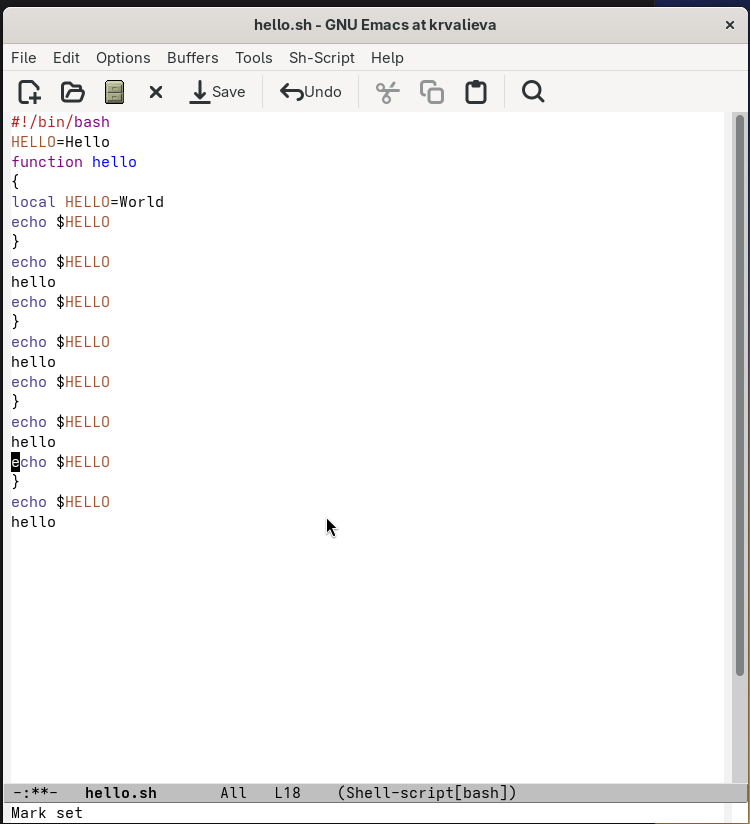 hello.sh - GNU Emacs at krvalieva ×
File Edit Options Buffers Tools Sh-Script Help
Save Undo
#!/bin/bash
HELLO=Hello
function hello
{
local HELLO=World
echo $HELLO
}
echo $HELLO
hello
echo $HELLO
}
echo $HELLO
hello
echo $HELLO
}
echo $HELLO
hello
echo $HELLO
}
echo $HELLO
hello
-:**- hello.sh All L18 (Shell-script[bash])
Mark set